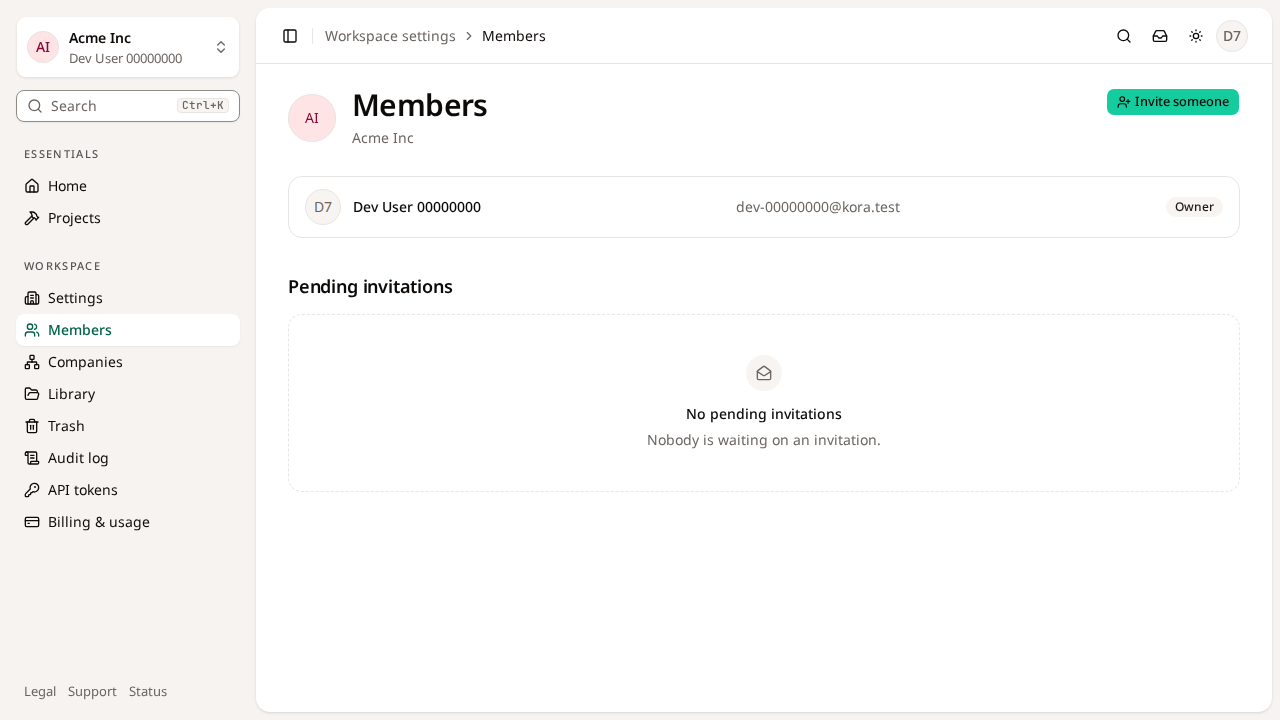 AI
Acme Inc
Dev User 00000000
Search
Ctrl+K
ESSENTIALS
Home
Projects
WORKSPACE
Settings
Members
Companies
Library
Trash
Audit log
API tokens
Billing & usage
Legal Support Status
Workspace settings > Members
D7
AI
Members
Acme Inc
Invite someone
D7
Dev User 00000000
dev-00000000@kora.test
Owner
Pending invitations
No pending invitations
Nobody is waiting on an invitation.